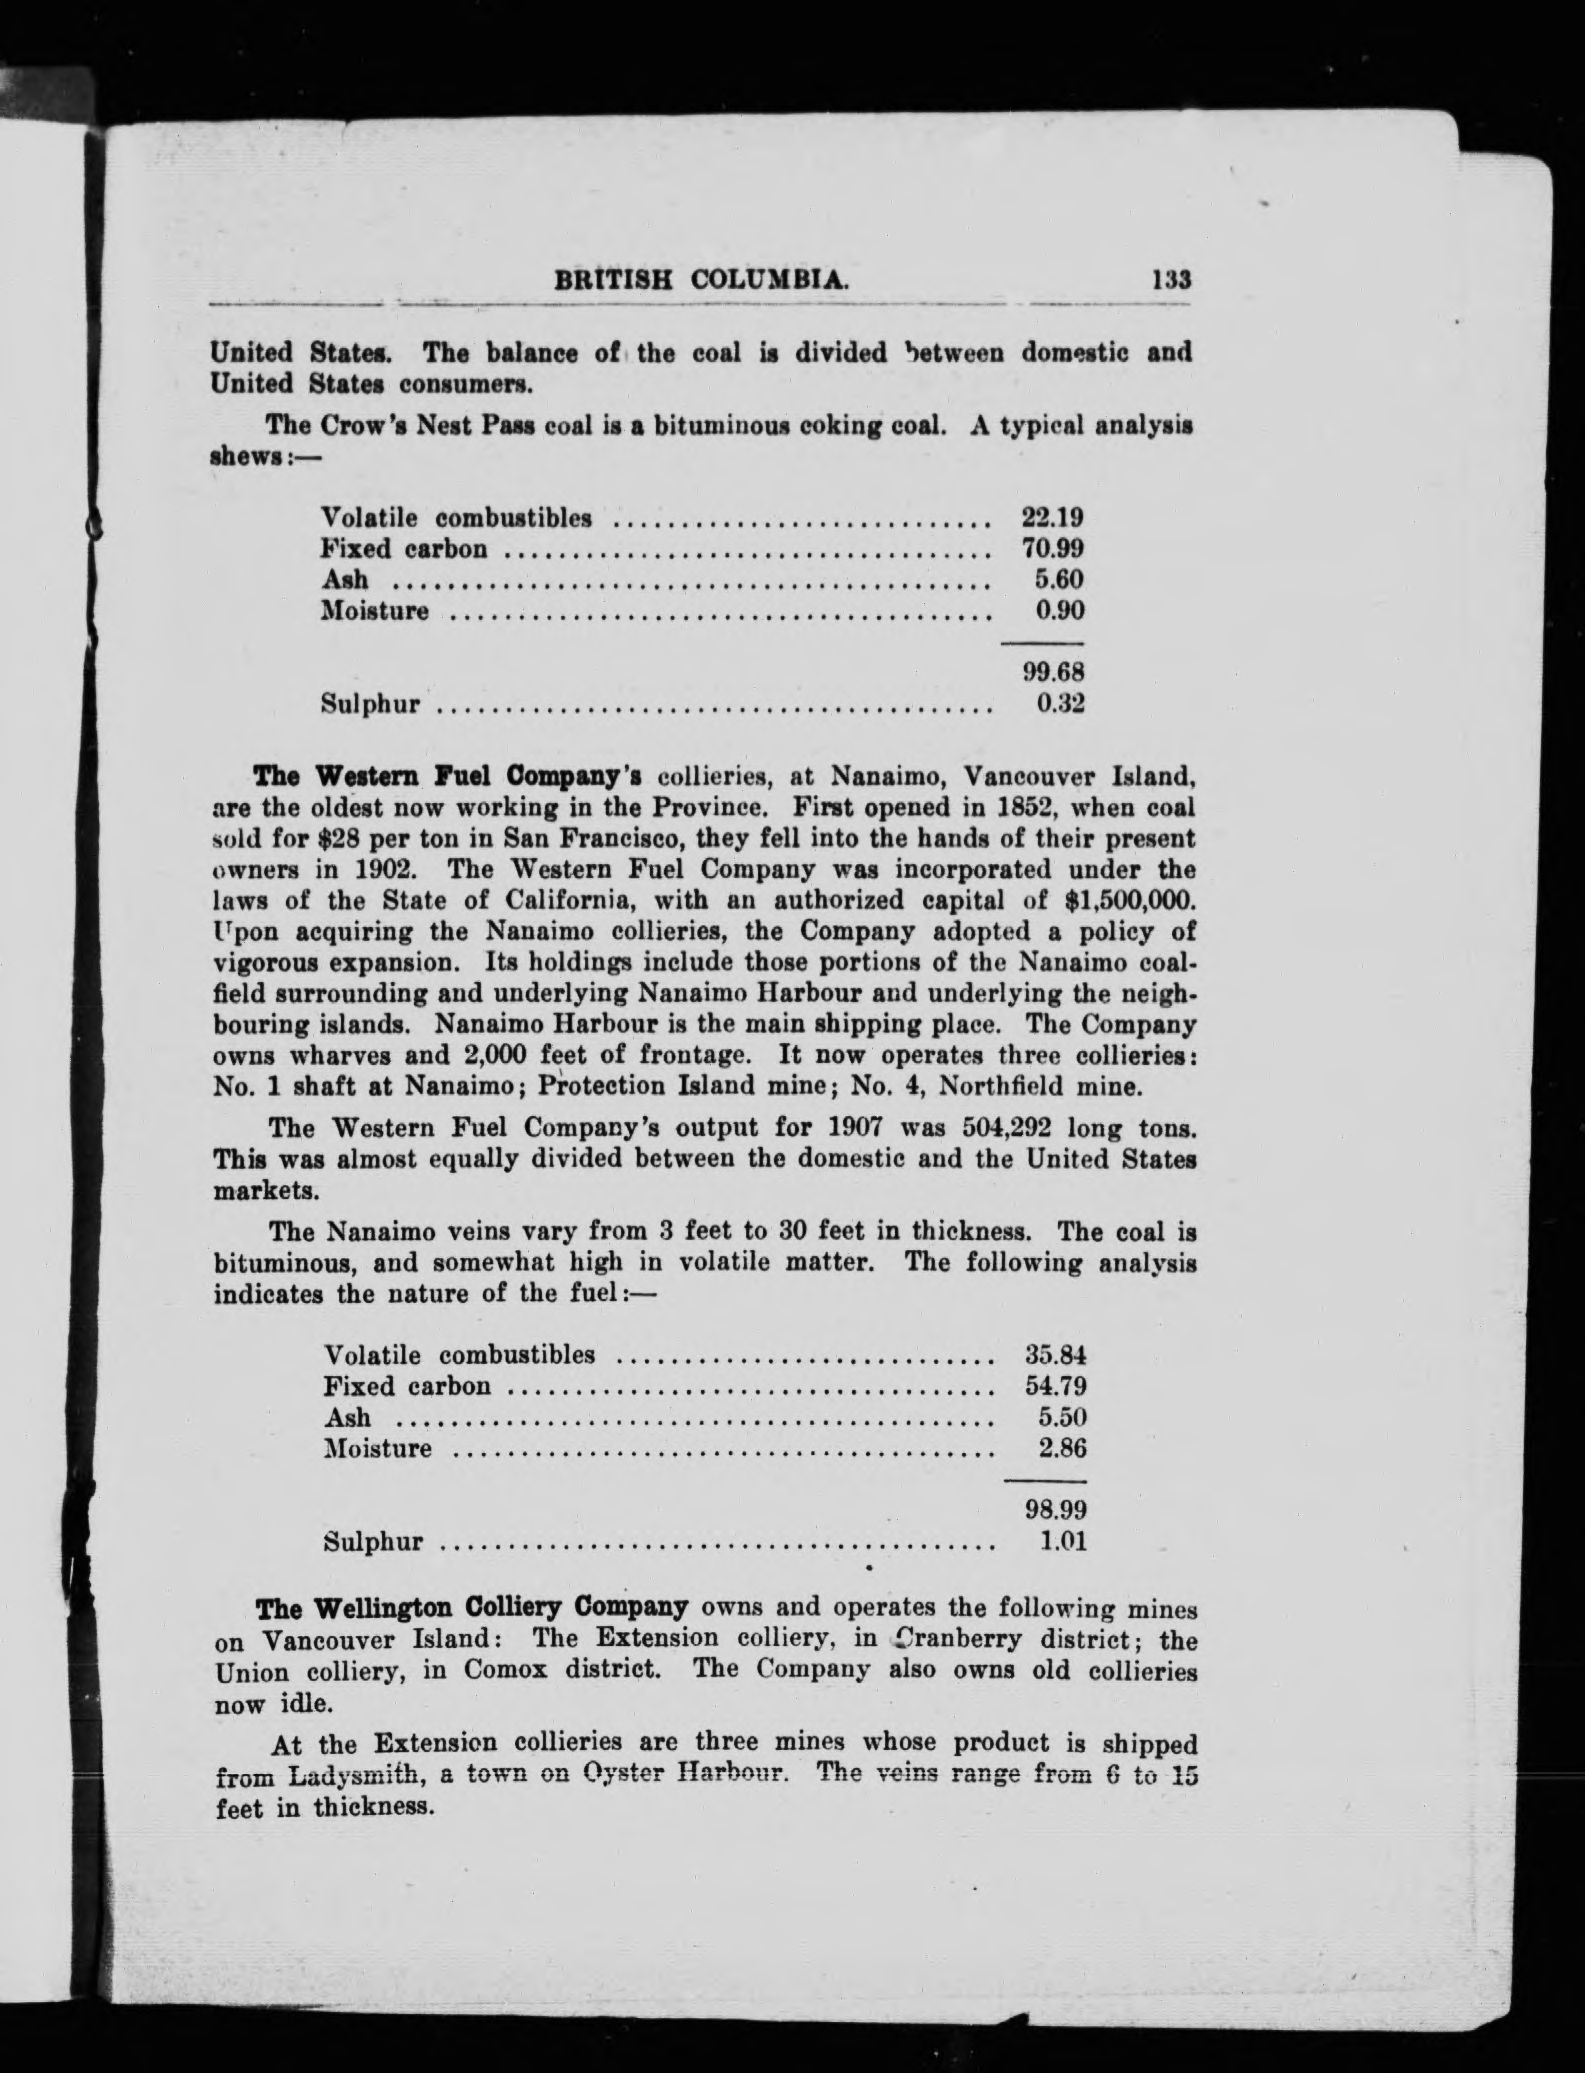 BRITISH COLUMBIA. 133
United States. The balance of the coal is divided between domestic and
United States consumers.
The Crow's Nest Pass coal is a bituminous coking coal. A typical analysis
shews:—
Volatile combustibles ............................ 22.19
Fixed carbon .................................... 70.99
Ash ............................................ 5.60
Moisture ........................................ 0.90
99.68
Sulphur ......................................... 0.32
The Western Fuel Company's collieries, at Nanaimo, Vancouver Island,
are the oldest now working in the Province. First opened in 1852, when coal
sold for $28 per ton in San Francisco, they fell into the hands of their present
owners in 1902. The Western Fuel Company was incorporated under the
laws of the State of California, with an authorized capital of $1,500,000.
Upon acquiring the Nanaimo collieries, the Company adopted a policy of
vigorous expansion. Its holdings include those portions of the Nanaimo coal-
field surrounding and underlying Nanaimo Harbour and underlying the neigh-
bouring islands. Nanaimo Harbour is the main shipping place. The Company
owns wharves and 2,000 feet of frontage. It now operates three collieries:
No. 1 shaft at Nanaimo; Protection Island mine; No. 4, Northfield mine.
The Western Fuel Company's output for 1907 was 504,292 long tons.
This was almost equally divided between the domestic and the United States
markets.
The Nanaimo veins vary from 3 feet to 30 feet in thickness. The coal is
bituminous, and somewhat high in volatile matter. The following analysis
indicates the nature of the fuel:—
Volatile combustibles ............................ 35.84
Fixed carbon .................................... 54.79
Ash ............................................ 5.50
Moisture ........................................ 2.86
98.99
Sulphur ......................................... 1.01
The Wellington Colliery Company owns and operates the following mines
on Vancouver Island: The Extension colliery, in Cranberry district; the
Union colliery, in Comox district. The Company also owns old collieries
now idle.
At the Extension collieries are three mines whose product is shipped
from Ladysmith, a town on Oyster Harbour. The veins range from 6 to 15
feet in thickness.